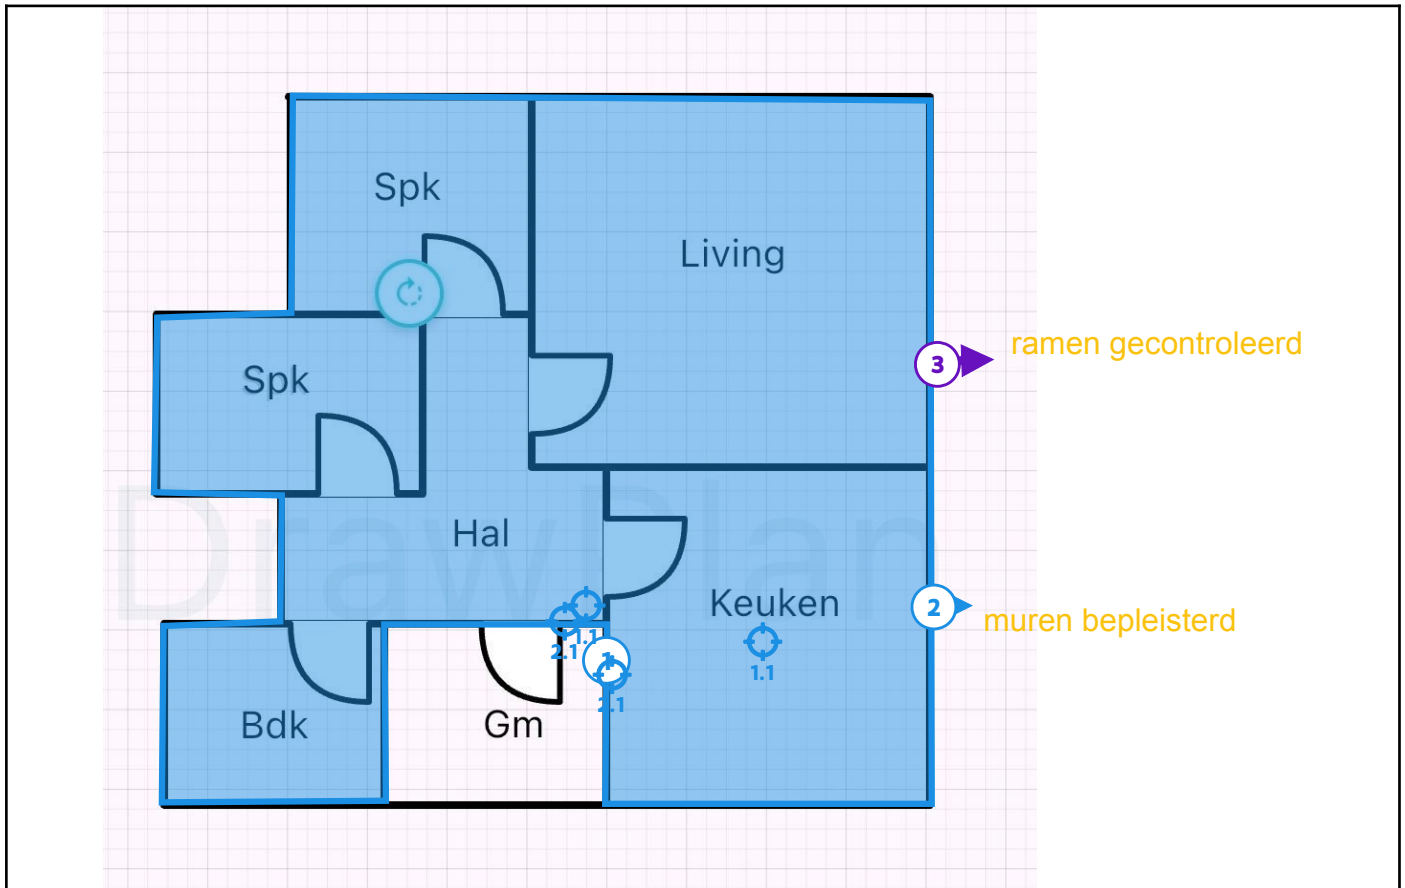 Spk
Living
ramen gecontroleerd
3
Spk
DrawPlan
Hal
Keuken
2
muren bepleisterd
1.1
2.1
1
1.1
2.1
Bdk
Gm